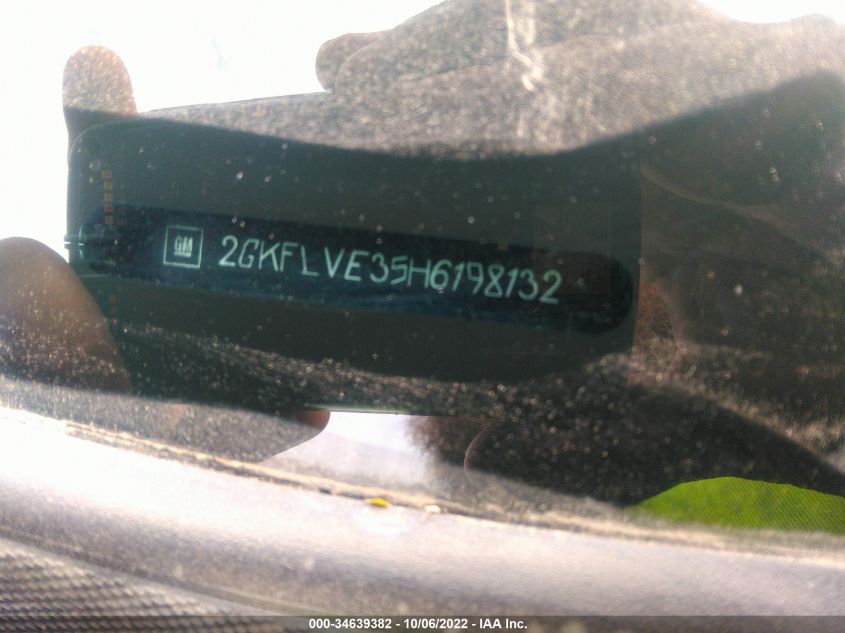 GM 2GKFLVE35H6198132
000-34639382 - 10/06/2022 - IAA Inc.